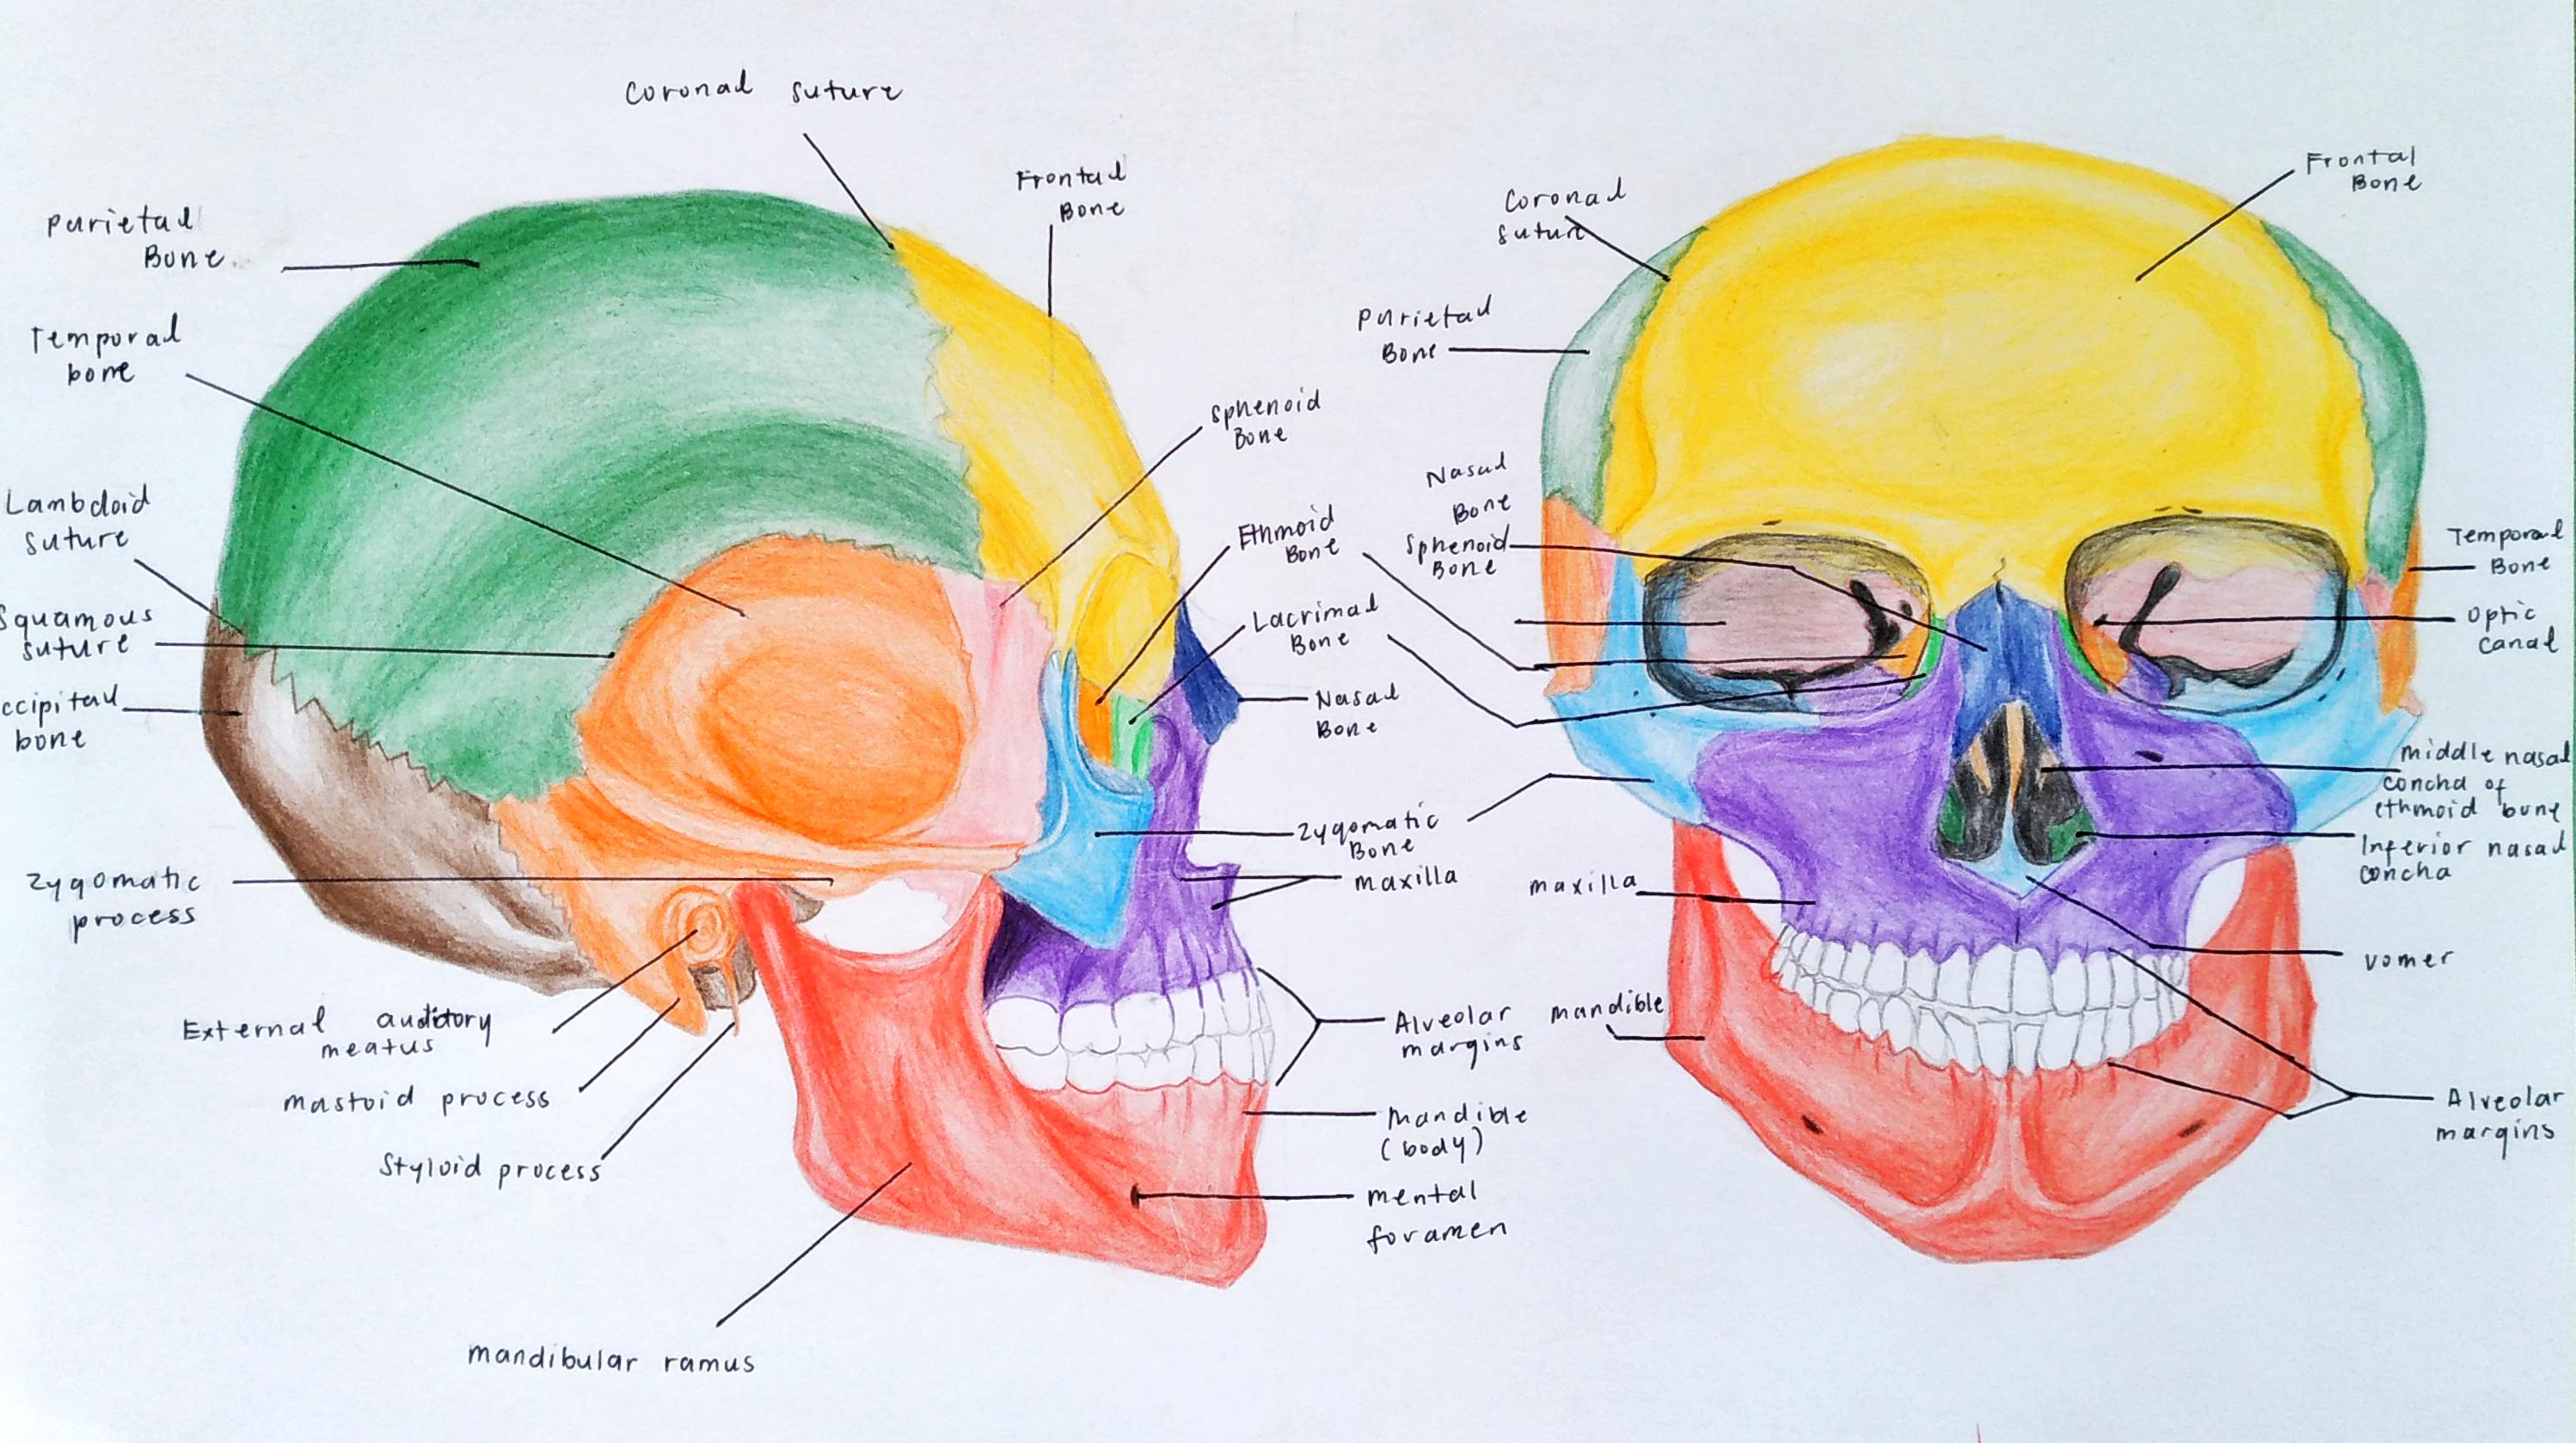 Coronal suture
Frontal
Bone
Parietal
Bone
Temporal
bone
Lambdoid
suture
Squamous
suture
ccipital
bone
Zygomatic
process
External auditory
meatus
mastoid process
Styloid process
mandibular ramus
Sphenoid
Bone
Ethmoid
Bone
Lacrimal
Bone
Nasal
Bone
Zygomatic
Bone
maxilla
Alveolar
margins
Mandible
(body)
mental
foramen
Coronal
suture
Parietal
Bone
Nasal
Bone
Sphenoid
Bone
maxilla
mandible
Frontal
Bone
Temporal
Bone
Optic
canal
middle nasal
concha of
ethmoid bone
Inferior nasal
concha
vomer
Alveolar
margins